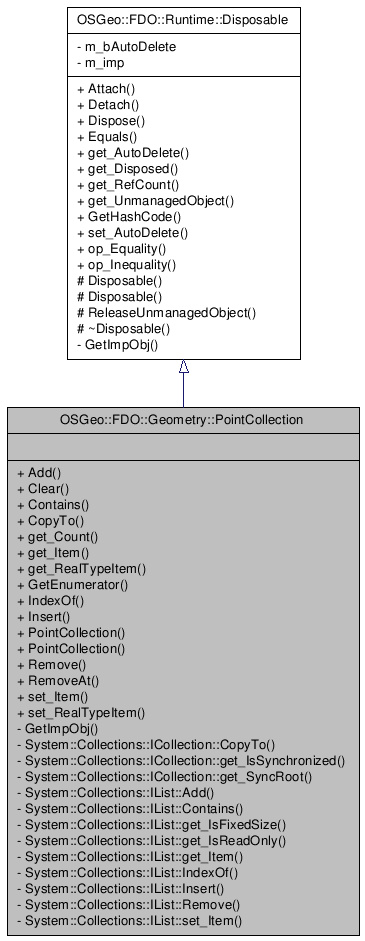 OSGeo::FDO::Runtime::Disposable
- m_bAutoDelete
- m_imp
+ Attach()
+ Detach()
+ Dispose()
+ Equals()
+ get_AutoDelete()
+ get_Disposed()
+ get_RefCount()
+ get_UnmanagedObject()
+ GetHashCode()
+ set_AutoDelete()
+ op_Equality()
+ op_Inequality()
# Disposable()
# Disposable()
# ReleaseUnmanagedObject()
# ~Disposable()
- GetImpObj()
OSGeo::FDO::Geometry::PointCollection
+ Add()
+ Clear()
+ Contains()
+ CopyTo()
+ get_Count()
+ get_Item()
+ get_RealTypeItem()
+ GetEnumerator()
+ IndexOf()
+ Insert()
+ PointCollection()
+ PointCollection()
+ Remove()
+ RemoveAt()
+ set_Item()
+ set_RealTypeItem()
- GetImpObj()
- System::Collections::ICollection::CopyTo()
- System::Collections::ICollection::get_IsSynchronized()
- System::Collections::ICollection::get_SyncRoot()
- System::Collections::IList::Add()
- System::Collections::IList::Contains()
- System::Collections::IList::get_IsFixedSize()
- System::Collections::IList::get_IsReadOnly()
- System::Collections::IList::get_Item()
- System::Collections::IList::IndexOf()
- System::Collections::IList::Insert()
- System::Collections::IList::Remove()
- System::Collections::IList::set_Item()